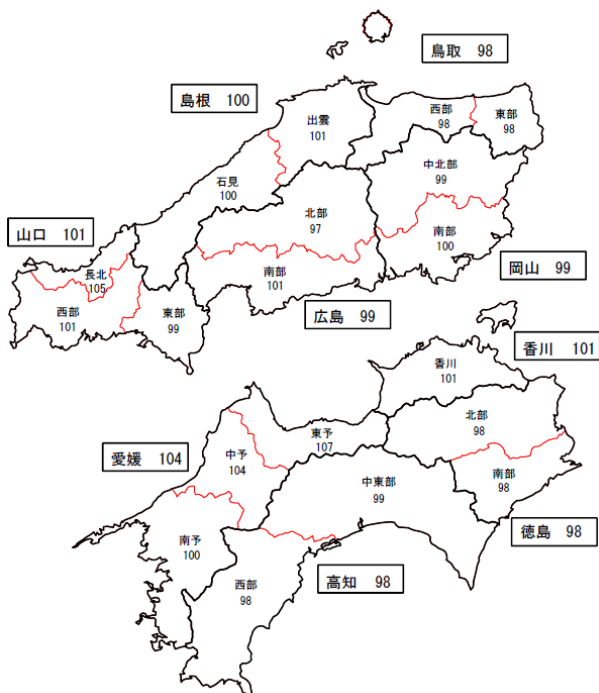 鳥取 98
島根 100
出雲
101
西部
98
東部
98
中北部
99
石見
100
北部
97
南部
100
山口 101
長北
105
南部
101
岡山 99
西部
101
東部
99
広島 99
香川 101
香川
101
北部
98
東予
107
愛媛 104
中予
104
南部
98
中東部
99
徳島 98
南予
100
西部
98
高知 98